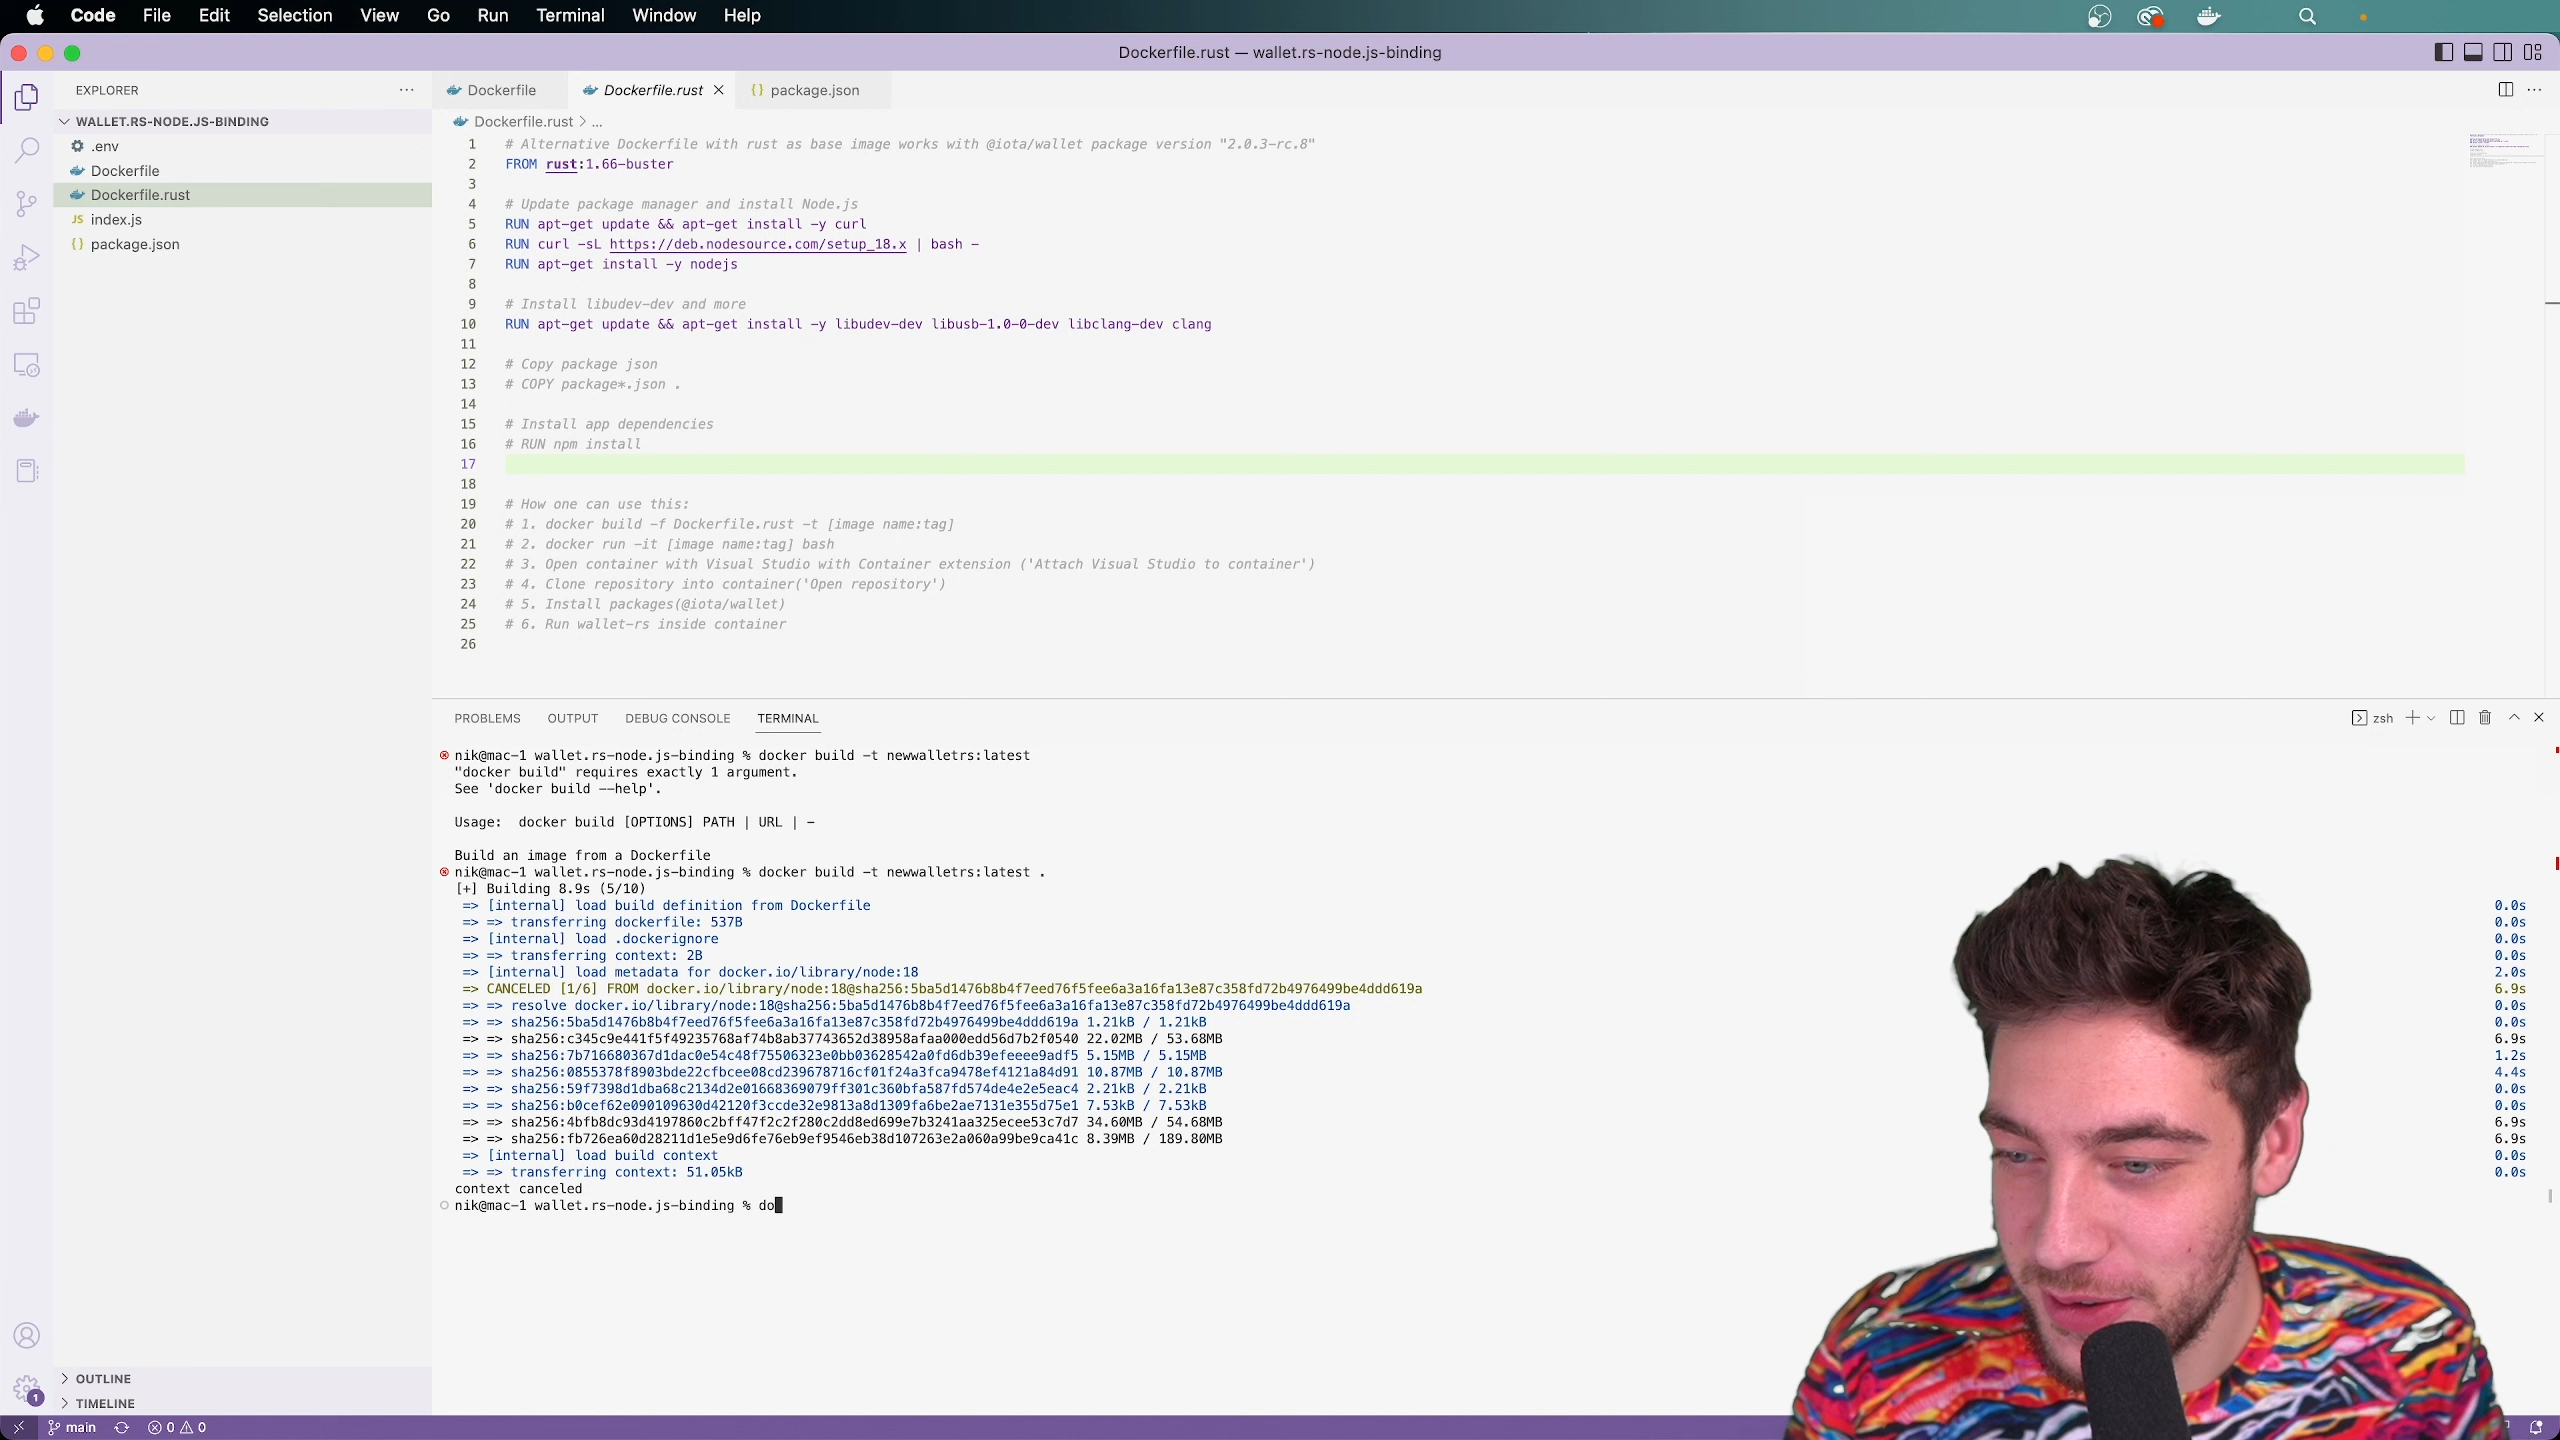 Code File Edit Selection View Go Run Terminal Window Help
Dockerfile.rust — wallet.rs-node.js-binding
EXPLORER
WALLET.RS-NODE.JS-BINDING
.env
Dockerfile
Dockerfile.rust
JS index.js
{} package.json
OUTLINE
TIMELINE
Dockerfile Dockerfile.rust {} package.json
Dockerfile.rust > ...
1 # Alternative Dockerfile with rust as base image works with @iota/wallet package version "2.0.3-rc.8"
2 FROM rust:1.66-buster
3
4 # Update package manager and install Node.js
5 RUN apt-get update && apt-get install -y curl
6 RUN curl -sL https://deb.nodesource.com/setup_18.x | bash -
7 RUN apt-get install -y nodejs
8
9 # Install libudev-dev and more
10 RUN apt-get update && apt-get install -y libudev-dev libusb-1.0-0-dev libclang-dev clang
11
12 # Copy package json
13 # COPY package*.json .
14
15 # Install app dependencies
16 # RUN npm install
17
18
19 # How one can use this:
20 # 1. docker build -f Dockerfile.rust -t [image name:tag]
21 # 2. docker run -it [image name:tag] bash
22 # 3. Open container with Visual Studio with Container extension ('Attach Visual Studio to container')
23 # 4. Clone repository into container('Open repository')
24 # 5. Install packages(@iota/wallet)
25 # 6. Run wallet-rs inside container
26
PROBLEMS OUTPUT DEBUG CONSOLE TERMINAL zsh
nik@mac-1 wallet.rs-node.js-binding % docker build -t newwalletrs:latest
"docker build" requires exactly 1 argument.
See 'docker build --help'.
Usage: docker build [OPTIONS] PATH | URL | -
Build an image from a Dockerfile
nik@mac-1 wallet.rs-node.js-binding % docker build -t newwalletrs:latest .
[+] Building 8.9s (5/10)
=> [internal] load build definition from Dockerfile 0.0s
=> => transferring dockerfile: 537B 0.0s
=> [internal] load .dockerignore 0.0s
=> => transferring context: 2B 0.0s
=> [internal] load metadata for docker.io/library/node:18 2.0s
=> CANCELED [1/6] FROM docker.io/library/node:18@sha256:5ba5d1476b8b4f7eed76f5fee6a3a16fa13e87c358fd72b4976499be4ddd619a 6.9s
=> => resolve docker.io/library/node:18@sha256:5ba5d1476b8b4f7eed76f5fee6a3a16fa13e87c358fd72b4976499be4ddd619a 0.0s
=> => sha256:5ba5d1476b8b4f7eed76f5fee6a3a16fa13e87c358fd72b4976499be4ddd619a 1.21kB / 1.21kB 0.0s
=> => sha256:c345c9e441f5f49235768af74b8ab37743652d38958afaa000edd56d7b2f0540 22.02MB / 53.68MB 6.9s
=> => sha256:7b716680367d1dac0e54c48f75506323e0bb03628542a0fd6db39efeeee9adf5 5.15MB / 5.15MB 1.2s
=> => sha256:0855378f8903bde22cfbcee08cd239678716cf01f24a3fca9478ef4121a84d91 10.87MB / 10.87MB 4.4s
=> => sha256:59f7398d1dba68c2134d2e01668369079ff301c360bfa587fd574de4e2e5eac4 2.21kB / 2.21kB 0.0s
=> => sha256:b0cef62e090109630d42120f3ccde32e9813a8d1309fa6be2ae7131e355d75e1 7.53kB / 7.53kB 0.0s
=> => sha256:4bfb8dc93d4197860c2bff47f2c2f280c2dd8ed699e7b3241aa325ecee53c7d7 34.60MB / 54.68MB 6.9s
=> => sha256:fb726ea60d28211d1e5e9d6fe76eb9ef9546eb38d107263e2a060a99be9ca41c 8.39MB / 189.80MB 6.9s
=> [internal] load build context 0.0s
=> => transferring context: 51.05kB 0.0s
context canceled
nik@mac-1 wallet.rs-node.js-binding % do
1
main 0 0